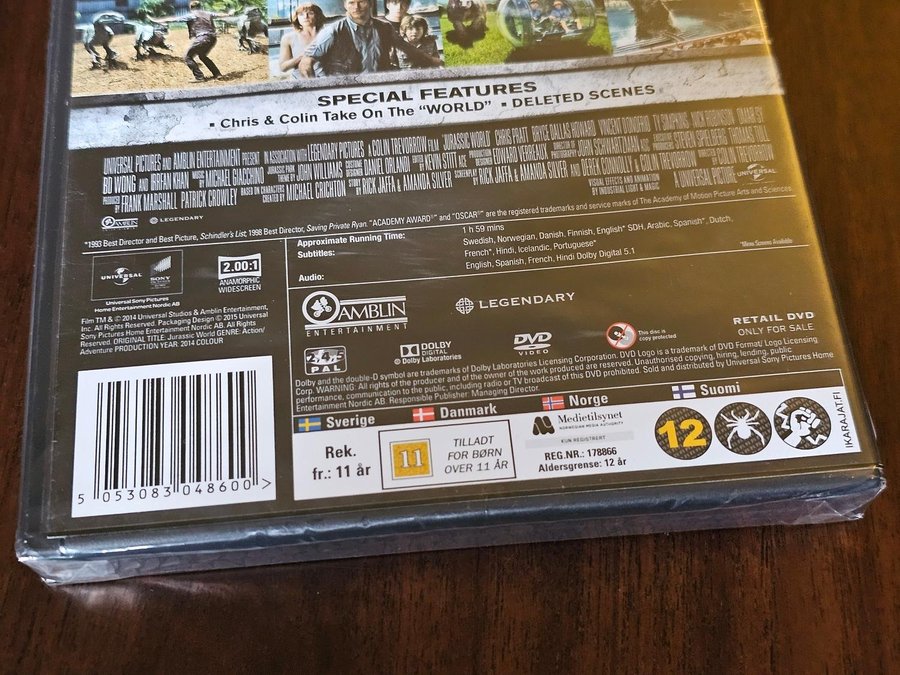 SPECIAL FEATURES
▪ Chris & Colin Take On The “WORLD” ▪ DELETED SCENES
UNIVERSAL PICTURES AND AMBLIN ENTERTAINMENT PRESENT IN ASSOCIATION WITH LEGENDARY PICTURES A COLIN TREVORROW FILM "JURASSIC WORLD" CHRIS PRATT BRYCE DALLAS HOWARD VINCENT DONOFRIO TY SIMPKINS NICK ROBINSON OMAR SY
BD WONG AND IRRFAN KHAN MUSIC BY MICHAEL GIACCHINO JURASSIC PARK THEME BY JOHN WILLIAMS COSTUMES DESIGNED DANIEL ORLANDI EDITED BY KEVIN STITT A.C.E. DESIGNER EDWARD VERREAUX DIRECTOR OF PHOTOGRAPHY JOHN SCHWARTZMAN ASC PRODUCERS STEVEN SPIELBERG THOMAS TULL
PRODUCED BY FRANK MARSHALL PATRICK CROWLEY BASED ON CHARACTERS CREATED BY MICHAEL CRICHTON STORY BY RICK JAFFA & AMANDA SILVER SCREENPLAY BY RICK JAFFA & AMANDA SILVER AND DEREK CONNOLLY & COLIN TREVORROW DIRECTED BY COLIN TREVORROW
VISUAL EFFECTS AND ANIMATION BY INDUSTRIAL LIGHT & MAGIC A UNIVERSAL PICTURE UNIVERSAL
AMBLIN LEGENDARY
*1993 Best Director and Best Picture, Schindler's List; 1998 Best Director, Saving Private Ryan. "ACADEMY AWARD®" and "OSCAR®" are the registered trademarks and service marks of The Academy of Motion Picture Arts and Sciences.
UNIVERSAL
SONY
Universal Sony Pictures
Home Entertainment Nordic AB
2.00:1
ANAMORPHIC
WIDESCREEN
Film TM & © 2014 Universal Studios & Amblin Entertainment,
Inc. All Rights Reserved. Packaging Design © 2015 Universal
Sony Pictures Home Entertainment Nordic AB. All Rights
Reserved. ORIGINAL TITLE: Jurassic World GENRE: Action/
Adventure PRODUCTION YEAR: 2014 COLOUR
Approximate Running Time: 1 h 59 mins
Subtitles: Swedish, Norwegian, Danish, Finnish, English* SDH, Arabic, Spanish*, Dutch,
French*, Hindi, Icelandic, Portuguese*
*Menu Screens Available
Audio: English, Spanish, French, Hindi Dolby Digital 5.1
AMBLIN
ENTERTAINMENT
LEGENDARY
2,4,5
PAL
DOLBY
DIGITAL
© Dolby Laboratories
DVD
VIDEO
This disc is
copy protected
RETAIL DVD
ONLY FOR SALE
Dolby and the double-D symbol are trademarks of Dolby Laboratories Licensing Corporation. DVD Logo is a trademark of DVD Format/ Logo Licensing
Corp. WARNING: All rights of the producer and of the owner of the work produced are reserved. Unauthorised copying, hiring, lending, public
performance, communication to the public, including radio or TV broadcast of this DVD prohibited. Sold and distributed by Universal Sony Pictures Home
Entertainment Nordic AB. Responsible Publisher: Managing Director.
Sverige
Danmark
Norge
Suomi
Rek.
fr.: 11 år
11
TILLADT
FOR BØRN
OVER 11 ÅR
Medietilsynet
NORWEGIAN MEDIA AUTHORITY
KUN REGISTRERT
REG.NR.: 178866
Aldersgrense: 12 år
12
IKARAJAT.FI
5 053083 048600 >